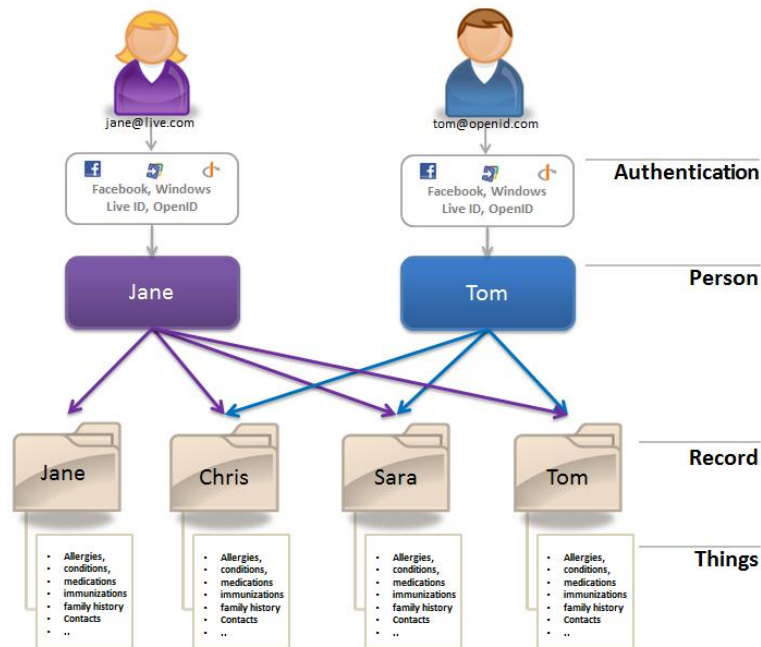 jane@live.com
tom@openid.com
Facebook, Windows
Live ID, OpenID
Facebook, Windows
Live ID, OpenID
Authentication
Jane
Tom
Person
Jane
Chris
Sara
Tom
Record
• Allergies,
• conditions,
• medications
• immunizations
• family history
• Contacts
• ..
• Allergies,
• conditions,
• medications
• immunizations
• family history
• Contacts
• ..
• Allergies,
• conditions,
• medications
• immunizations
• family history
• Contacts
• ..
• Allergies,
• conditions,
• medications
• immunizations
• family history
• Contacts
• ..
Things